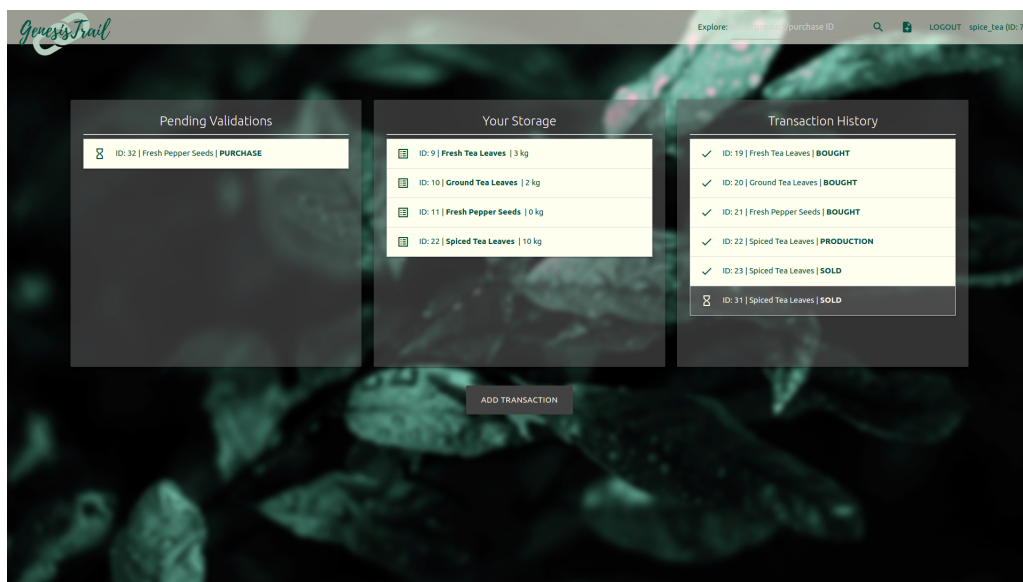 GenesisTrail
Explore: /purchase ID LOGOUT spice_tea (ID: 7
Pending Validations
ID: 32 | Fresh Pepper Seeds | PURCHASE
Your Storage
ID: 9 | Fresh Tea Leaves | 3 kg
ID: 10 | Ground Tea Leaves | 2 kg
ID: 11 | Fresh Pepper Seeds | 0 kg
ID: 22 | Spiced Tea Leaves | 10 kg
Transaction History
ID: 19 | Fresh Tea Leaves | BOUGHT
ID: 20 | Ground Tea Leaves | BOUGHT
ID: 21 | Fresh Pepper Seeds | BOUGHT
ID: 22 | Spiced Tea Leaves | PRODUCTION
ID: 23 | Spiced Tea Leaves | SOLD
ID: 31 | Spiced Tea Leaves | SOLD
ADD TRANSACTION